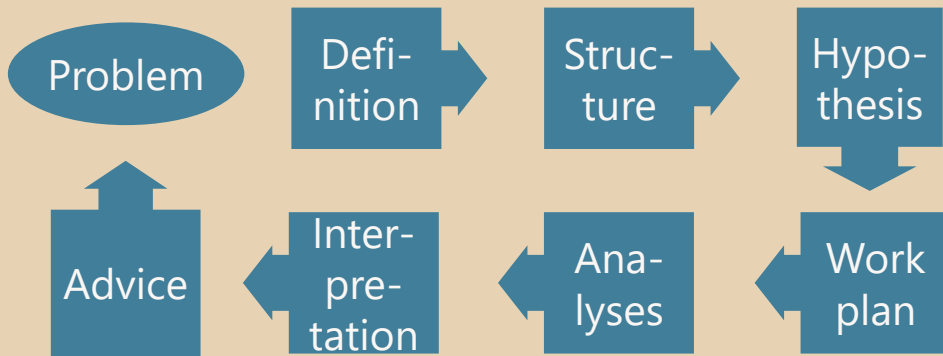 Problem
Defi-
nition
Struc-
ture
Hypo-
thesis
Work
plan
Ana-
lyses
Inter-
pre-
tation
Advice